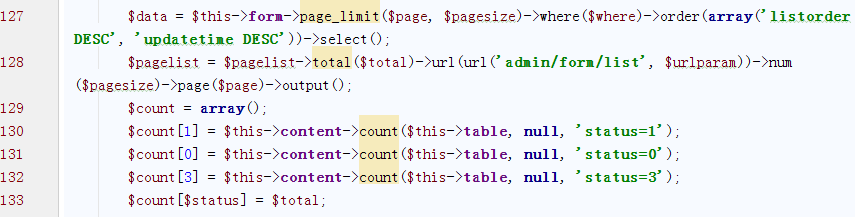 127 $data = $this->form->page_limit($page, $pagesize)->where($where)->order(array('listorder
DESC', 'updatetime DESC'))->select();
128 $pagelist = $pagelist->total($total)->url(url('admin/form/list', $urlparam))->num
($pagesize)->page($page)->output();
129 $count = array();
130 $count[1] = $this->content->count($this->table, null, 'status=1');
131 $count[0] = $this->content->count($this->table, null, 'status=0');
132 $count[3] = $this->content->count($this->table, null, 'status=3');
133 $count[$status] = $total;